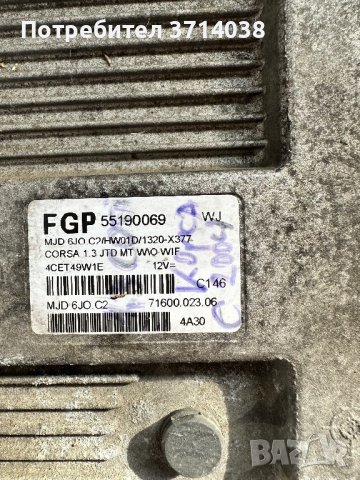 Потребител 3714038
FGP 55190069 WJ
MJD 6JO.C2/HW01D/1320-X377
CORSA 1.3 JTD MT W/O WIF
4CET49W1E 12V=
C146
MJD 6JO.C2 71600.023.06
4A30
BAZAR